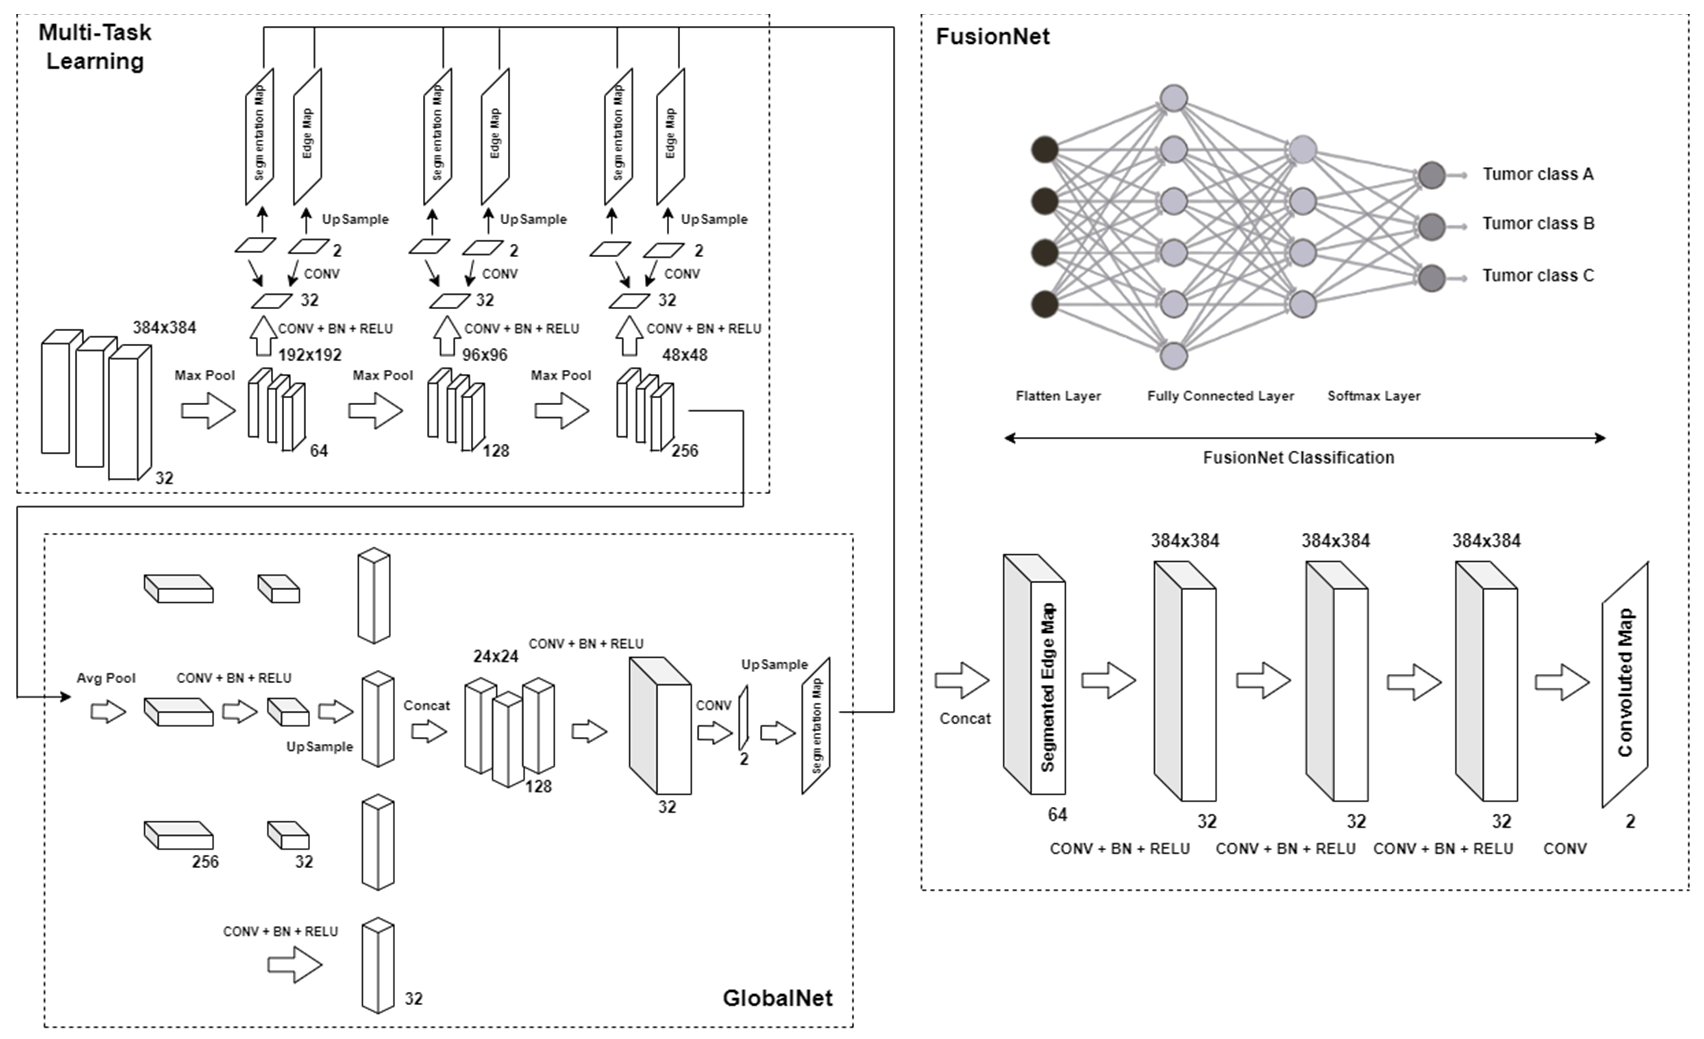 Multi-Task
Learning
Segmentation Map
Edge Map
Segmentation Map
Edge Map
Segmentation Map
Edge Map
UpSample
UpSample
UpSample
2
2
2
CONV
CONV
CONV
32
32
32
384x384
CONV + BN + RELU
CONV + BN + RELU
CONV + BN + RELU
192x192
96x96
48x48
Max Pool
Max Pool
Max Pool
64
128
256
32
Avg Pool
CONV + BN + RELU
UpSample
256
32
CONV + BN + RELU
32
Concat
24x24
128
CONV + BN + RELU
32
CONV
2
UpSample
Segmentation Map
GlobalNet
FusionNet
Tumor class A
Tumor class B
Tumor class C
Flatten Layer
Fully Connected Layer
Softmax Layer
FusionNet Classification
384x384
384x384
384x384
Concat
Segmented Edge Map
Convoluted Map
64
32
32
32
2
CONV + BN + RELU
CONV + BN + RELU
CONV + BN + RELU
CONV